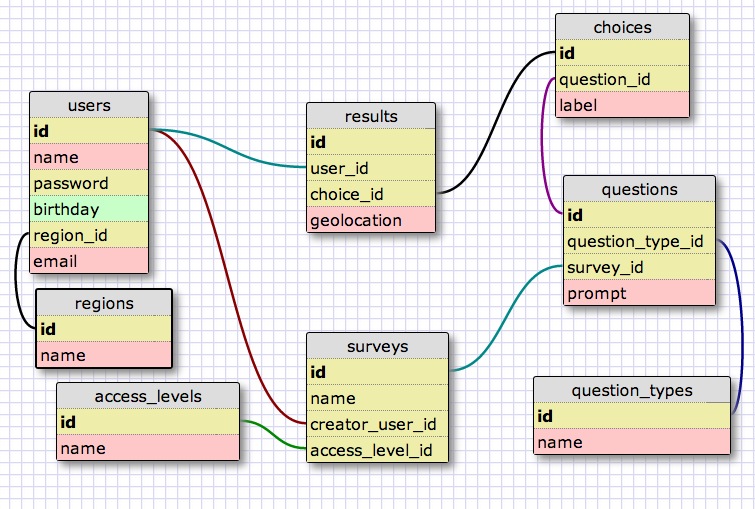 users
id
name
password
birthday
region_id
email
regions
id
name
access_levels
id
name
results
id
user_id
choice_id
geolocation
surveys
id
name
creator_user_id
access_level_id
choices
id
question_id
label
questions
id
question_type_id
survey_id
prompt
question_types
id
name